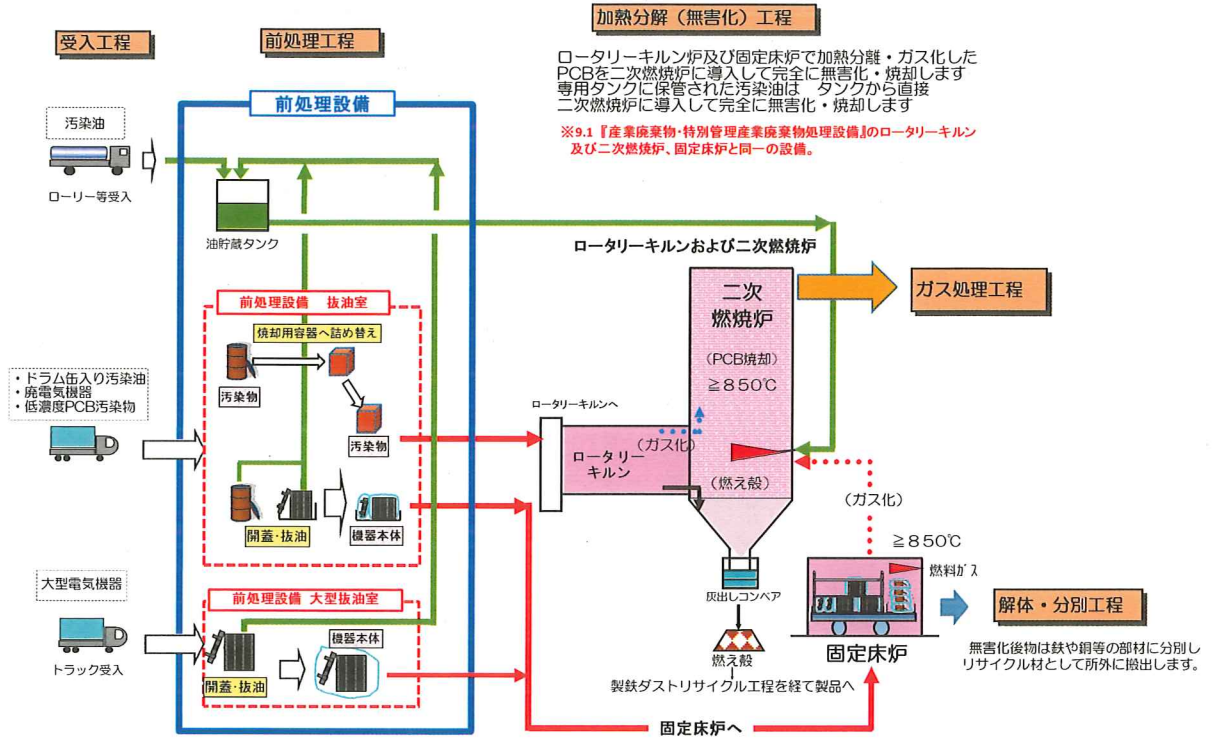 受入工程
前処理工程
加熱分解（無害化）工程
ロータリーキルン炉及び固定床炉で加熱分離・ガス化した
PCBを二次燃焼炉に導入して完全に無害化・焼却します
専用タンクに保管された汚染油は　タンクから直接
二次燃焼炉に導入して完全に無害化・焼却します
※9.1『産業廃棄物・特別管理産業廃棄物処理設備』のロータリーキルン
及び二次燃焼炉、固定床炉と同一の設備。
前処理設備
汚染油
ローリー等受入
油貯蔵タンク
ロータリーキルンおよび二次燃焼炉
ガス処理工程
前処理設備　抜油室
焼却用容器へ詰め替え
汚染物
汚染物
・ドラム缶入り汚染油
・廃電気機器
・低濃度PCB汚染物
開蓋・抜油
機器本体
ロータリーキルンへ
ロータリー
キルン
（ガス化）
二次
燃焼炉
（PCB焼却）
≧850℃
（燃え殻）
灰出しコンベア
燃え殻
製鉄ダストリサイクル工程を経て製品へ
（ガス化）
≧850℃
燃料ｶﾞｽ
固定床炉
解体・分別工程
無害化後物は鉄や銅等の部材に分別し
リサイクル材として所外に搬出します。
大型電気機器
トラック受入
前処理設備 大型抜油室
機器本体
開蓋・抜油
固定床炉へ